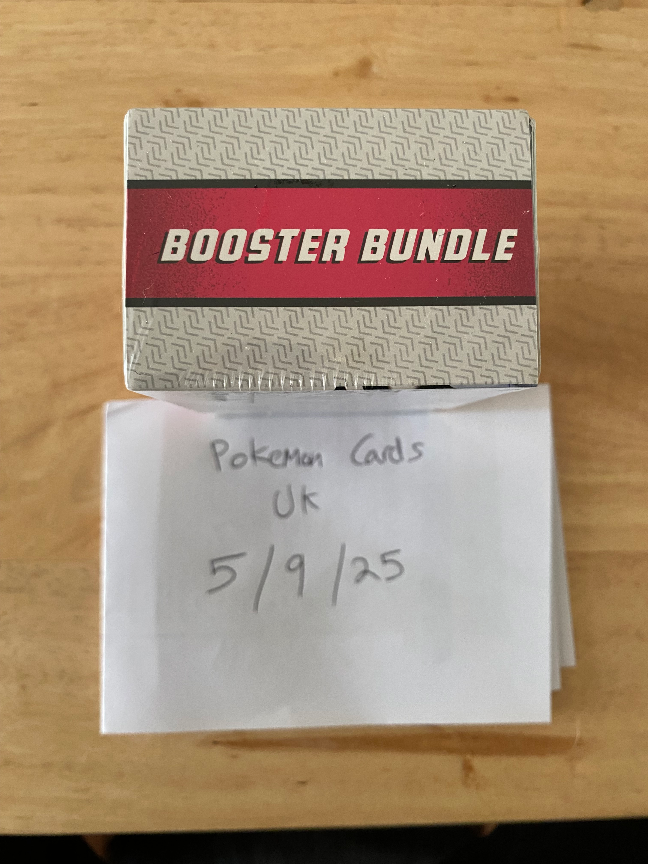 BOOSTER BUNDLE
Pokemon Cards
UK
5/9/25